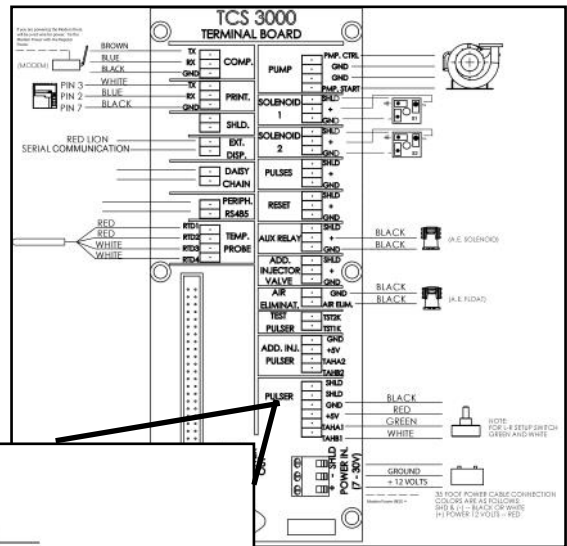 TCS 3000
TERMINAL BOARD
(MODEM)
BROWN
BLUE
BLACK
TX
RX
GND
COMP.
PIN 3
PIN 2
PIN 7
WHITE
BLUE
BLACK
TX
RX
GND
PRINT.
SHLD.
RED LION
SERIAL COMMUNICATION
EXT.
DISP.
DAISY
CHAIN
PERIPH.
RS485
RED
RED
WHITE
WHITE
RTD1
RTD2
RTD3
RTD4
TEMP.
PROBE
PUMP
PMP. CTRL
GND
GND
PMP. START
SOLENOID
1
SHLD
+
GND
SOLENOID
2
SHLD
+
GND
PULSES
SHLD
+
GND
RESET
SHLD
+
GND
AUX RELAY
SHLD
+
GND
BLACK
BLACK
(A.E. SOLENOID)
ADD.
INJECTOR
VALVE
SHLD
+
GND
AIR
ELIMINAT.
GND
AIR ELIM.
BLACK
BLACK
(A.E. FLOAT)
TEST
PULSER
TST2K
TST1K
ADD. INJ.
PULSER
GND
+5V
TAHA2
TAHB2
PULSER
SHLD
SHLD
GND
+5V
TAHA1
TAHB1
BLACK
RED
GREEN
WHITE
NOTE:
FOR L-R SETUP SWITCH
GREEN AND WHITE
+ - SHLD
POWER IN.
(7 - 30V)
GROUND
+ 12 VOLTS
35 FOOT POWER CABLE CONNECTION
COLORS ARE AS FOLLOWS:
SHD & (-) -- BLACK OR WHITE
(+) POWER 12 VOLTS -- RED